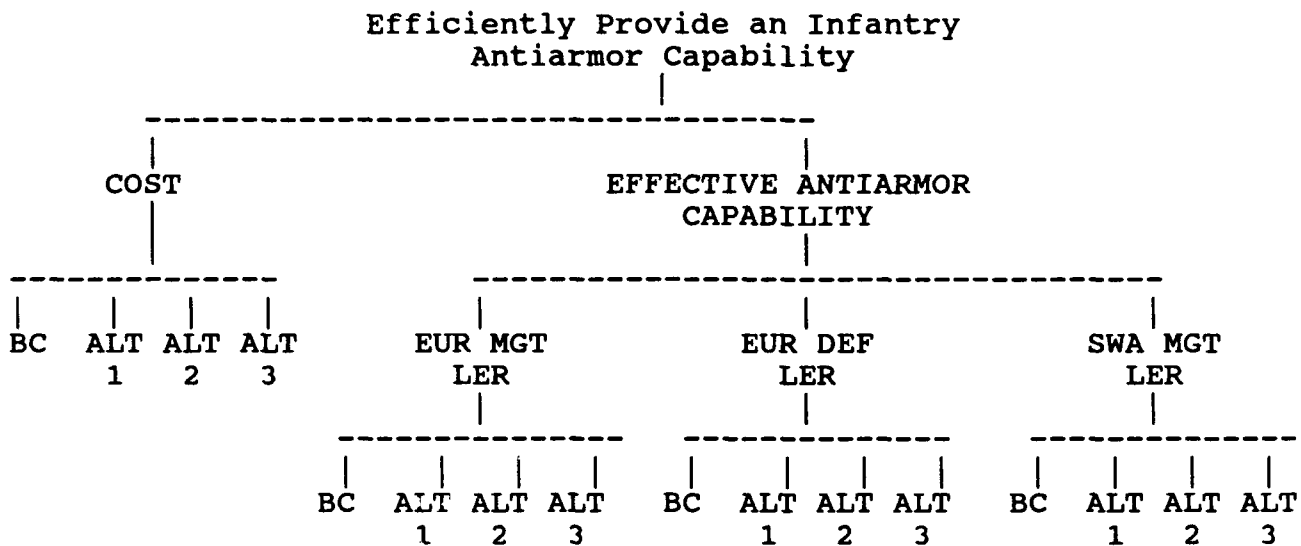 Efficiently Provide an Infantry
Antiarmor Capability
COST EFFECTIVE ANTIARMOR
CAPABILITY
BC ALT ALT ALT EUR MGT EUR DEF SWA MGT
1 2 3 LER LER LER
BC ALT ALT ALT BC ALT ALT ALT BC ALT ALT ALT
1 2 3 1 2 3 1 2 3